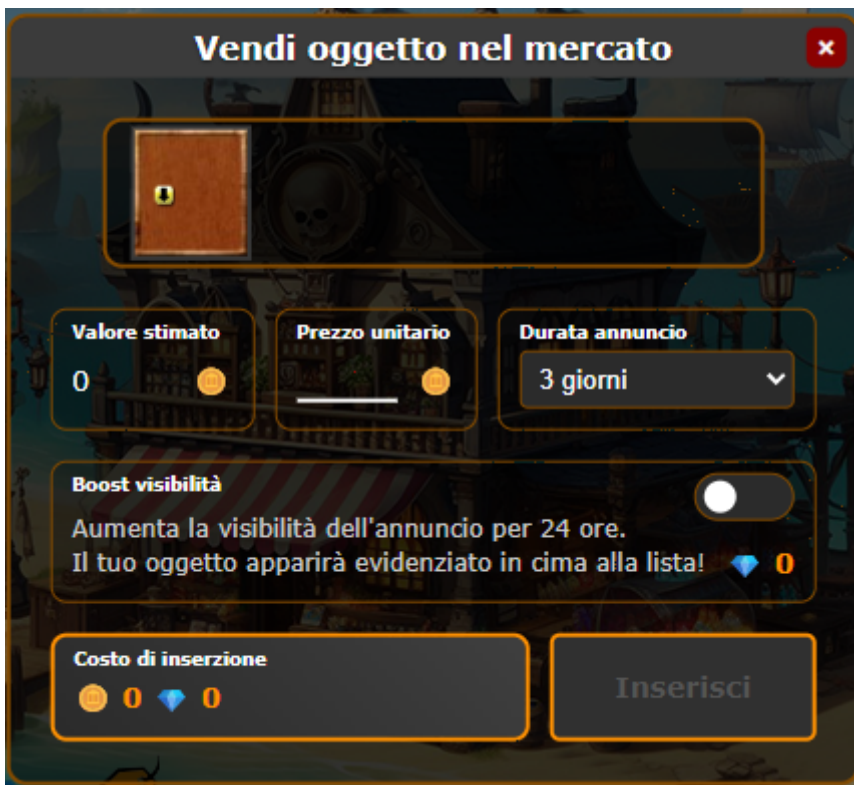 Vendi oggetto nel mercato
Valore stimato
0
Prezzo unitario
Durata annuncio
3 giorni
Boost visibilità
Aumenta la visibilità dell'annuncio per 24 ore.
Il tuo oggetto apparirà evidenziato in cima alla lista! 0
Costo di inserzione
0 0
Inserisci